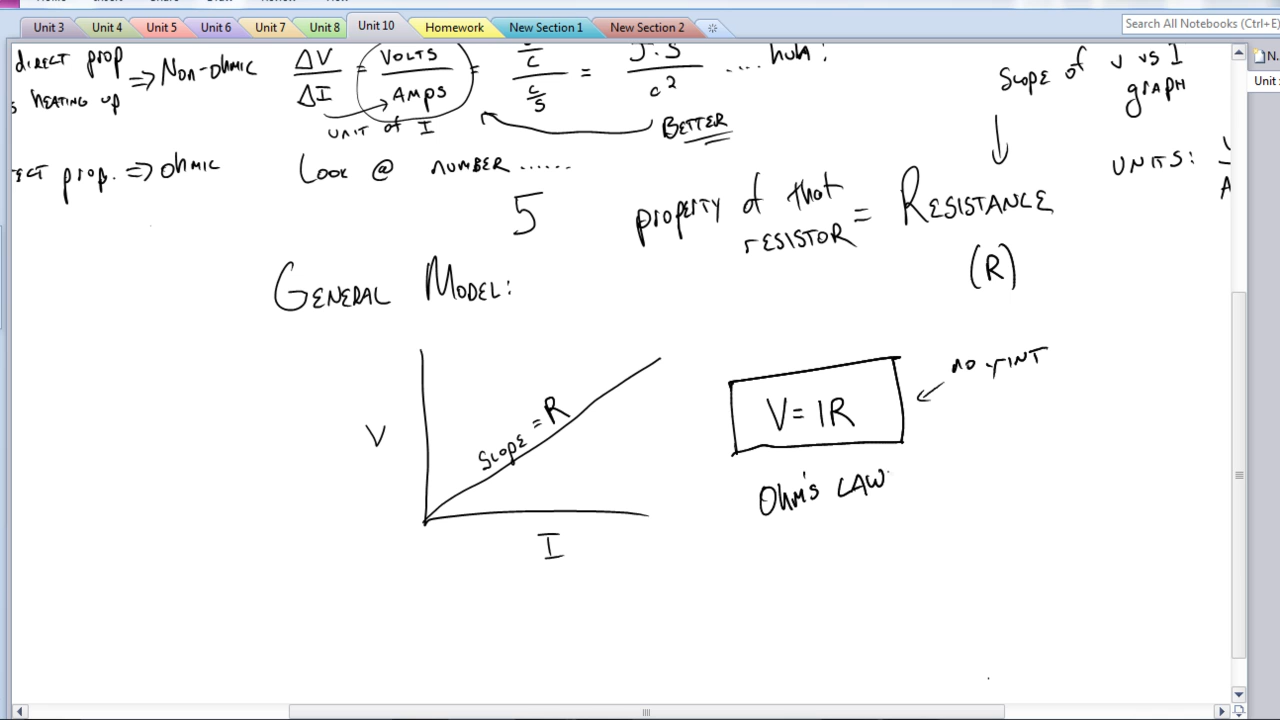 Unit 3 Unit 4 Unit 5 Unit 6 Unit 7 Unit 8 Unit 10 Homework New Section 1 New Section 2
Search All Notebooks (Ctrl+E)
N.
Unit
DIRECT prop => NON-OHMIC
HEATING UP
ΔV/ΔI = VOLTS/AMPS = /C / C/S = J·S/C² .... huh?
UNIT of I
BETTER
SLOPE of V VS I GRAPH
prop. => OHMIC
LOOK @ NUMBER ......
UNITS:
5
PROPERTY of that RESISTOR = RESISTANCE
(R)
GENERAL MODEL:
V
SLOPE = R
I
V = IR
no y-INT
Ohm's LAW